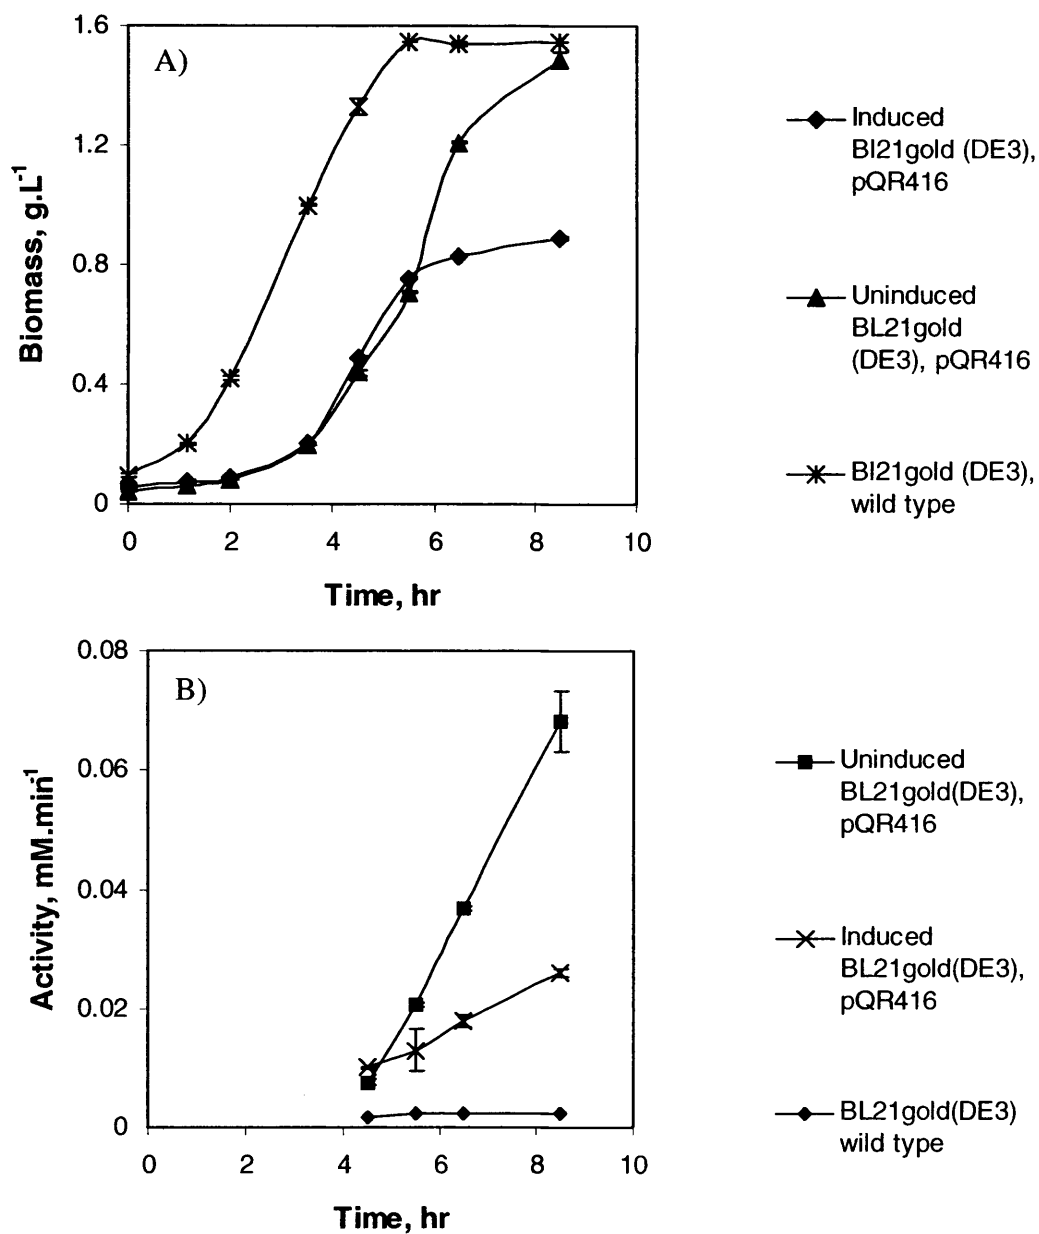 A)
1.6
1.2
0.8
0.4
0
Biomass, g.L-1
0 2 4 6 8 10
Time, hr
Induced
Bl21gold (DE3),
pQR416
Uninduced
BL21gold
(DE3), pQR416
Bl21gold (DE3),
wild type
B)
0.08
0.06
0.04
0.02
0
Activity, mM.min-1
0 2 4 6 8 10
Time, hr
Uninduced
BL21gold(DE3),
pQR416
Induced
BL21gold(DE3),
pQR416
BL21gold(DE3)
wild type